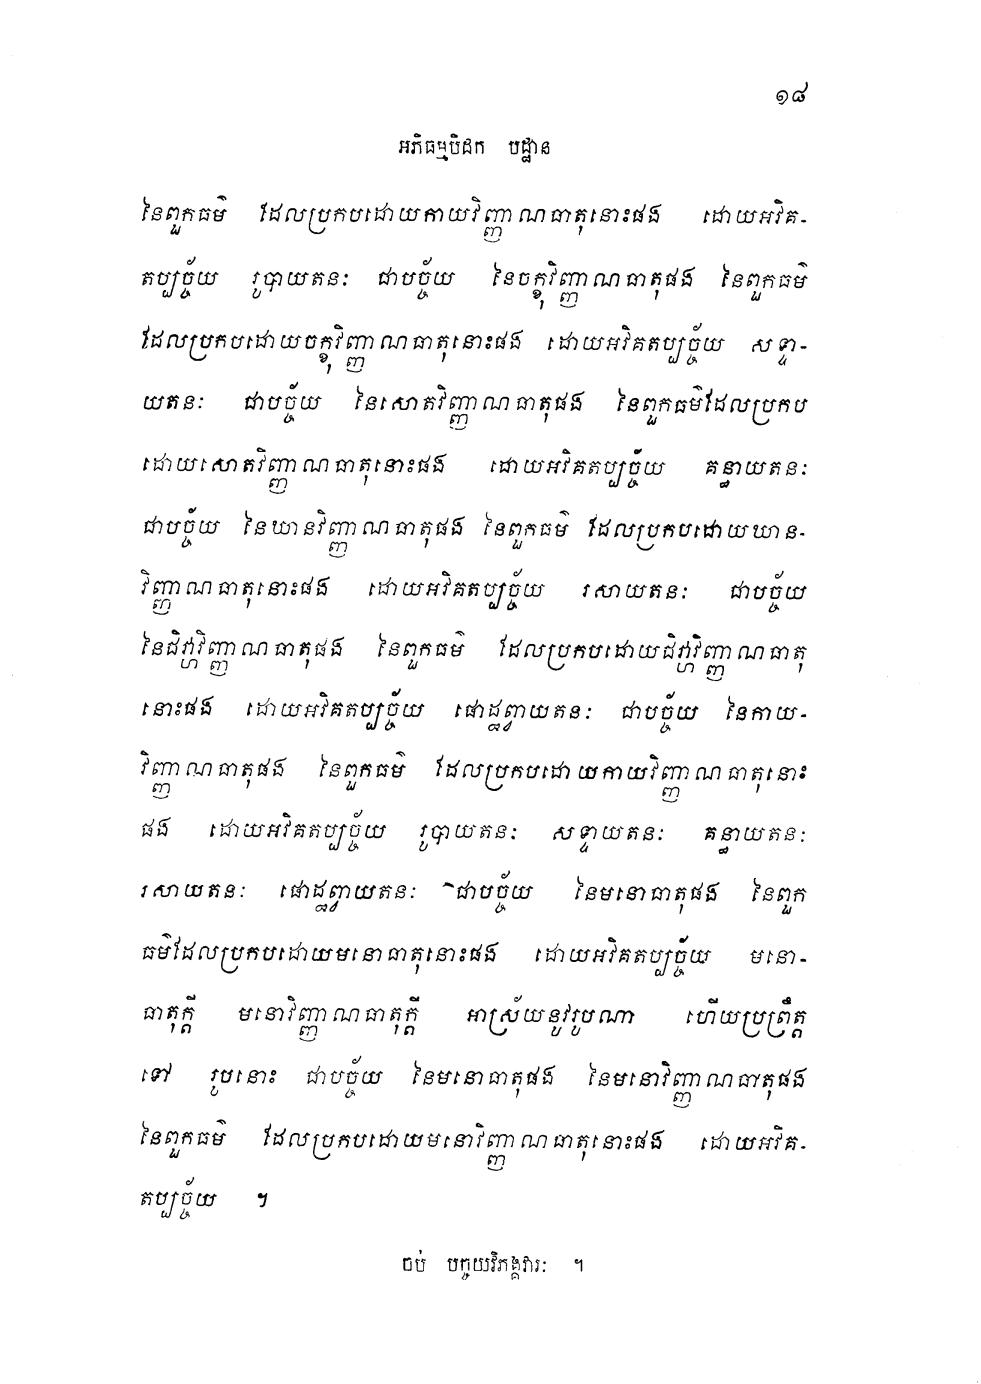 ១៨
អភិធម្មបិដក បដ្ឋាន
នៃពួកធម៌ ដែលប្រកបដោយកាយវិញ្ញាណធាតុនោះផង ដោយអវិគ-
តប្បច្ច័យ រូបាយតនៈ ជាបច្ច័យ នៃចក្ខុវិញ្ញាណធាតុផង នៃពួកធម៌
ដែលប្រកបដោយចក្ខុវិញ្ញាណធាតុនោះផង ដោយអវិគតប្បច្ច័យ សទ្ទា-
យតនៈ ជាបច្ច័យ នៃសោតវិញ្ញាណធាតុផង នៃពួកធម៌ដែលប្រកប
ដោយសោតវិញ្ញាណធាតុនោះផង ដោយអវិគតប្បច្ច័យ គន្ធាយតនៈ
ជាបច្ច័យ នៃឃានវិញ្ញាណធាតុផង នៃពួកធម៌ ដែលប្រកបដោយឃាន-
វិញ្ញាណធាតុនោះផង ដោយអវិគតប្បច្ច័យ រសាយតនៈ ជាបច្ច័យ
នៃជិវ្ហាវិញ្ញាណធាតុផង នៃពួកធម៌ ដែលប្រកបដោយជិវ្ហាវិញ្ញាណធាតុ
នោះផង ដោយអវិគតប្បច្ច័យ ផោដ្ឋព្វាយតនៈ ជាបច្ច័យ នៃកាយ-
វិញ្ញាណធាតុផង នៃពួកធម៌ ដែលប្រកបដោយកាយវិញ្ញាណធាតុនោះ
ផង ដោយអវិគតប្បច្ច័យ រូបាយតនៈ សទ្ទាយតនៈ គន្ធាយតនៈ
រសាយតនៈ ផោដ្ឋព្វាយតនៈ ជាបច្ច័យ នៃមនោធាតុផង នៃពួក
ធម៌ដែលប្រកបដោយមនោធាតុនោះផង ដោយអវិគតប្បច្ច័យ មនោ-
ធាតុក្តី មនោវិញ្ញាណធាតុក្តី អាស្រ័យនូវរូបណា ហើយប្រព្រឹត្ត
ទៅ រូបនោះ ជាបច្ច័យ នៃមនោធាតុផង នៃមនោវិញ្ញាណធាតុផង
នៃពួកធម៌ ដែលប្រកបដោយមនោវិញ្ញាណធាតុនោះផង ដោយអវិគ-
តប្បច្ច័យ ។
ចប់ បក្ចយវិភង្គវារៈ ។